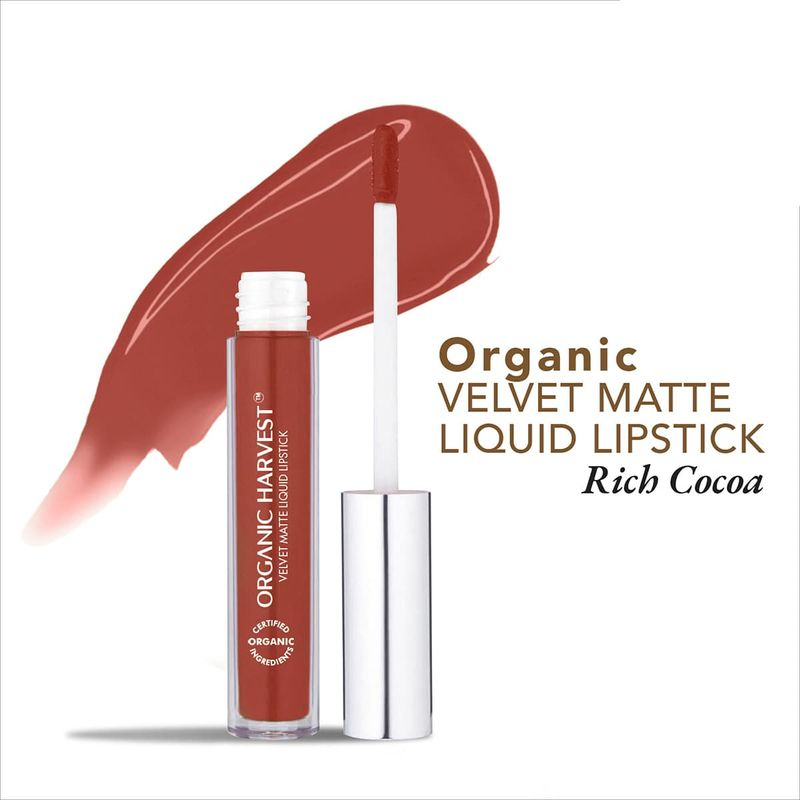 Organic
VELVET MATTE
LIQUID LIPSTICK
Rich Cocoa
ORGANIC HARVEST™
VELVET MATTE LIQUID LIPSTICK
CERTIFIED
ORGANIC
INGREDIENTS